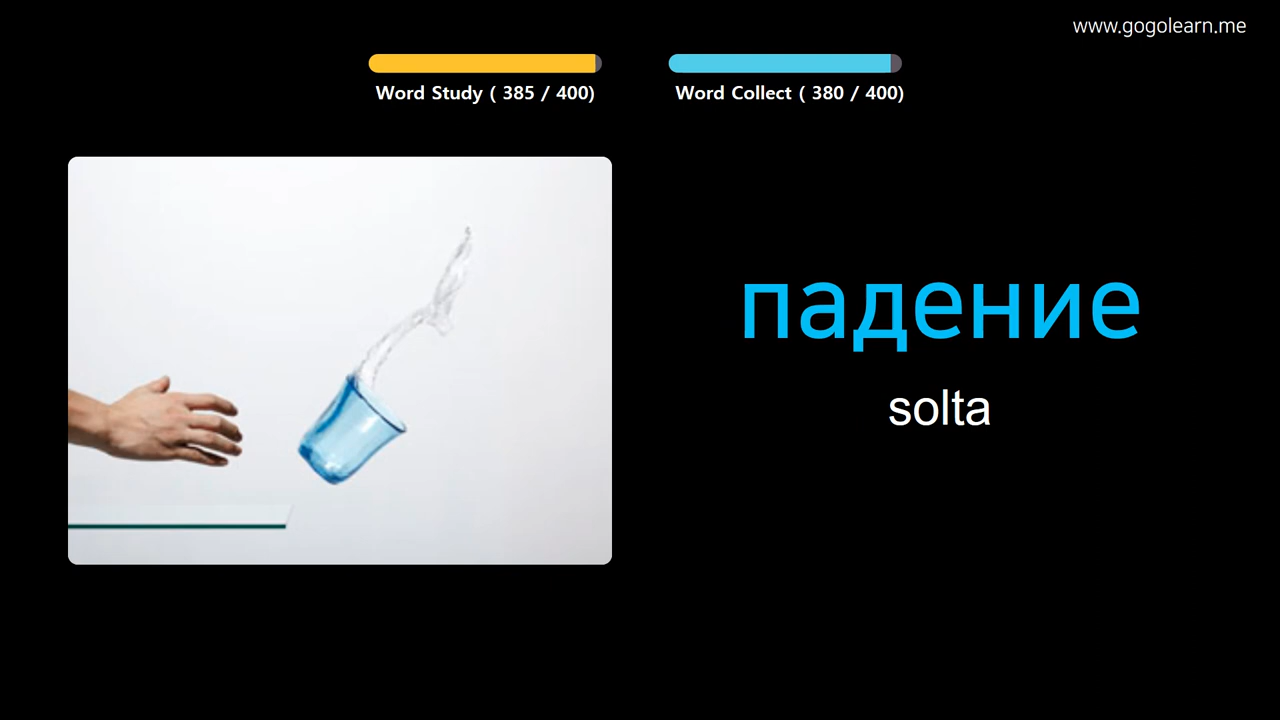 www.gogolearn.me
Word Study ( 385 / 400)
Word Collect ( 380 / 400)
падение
solta